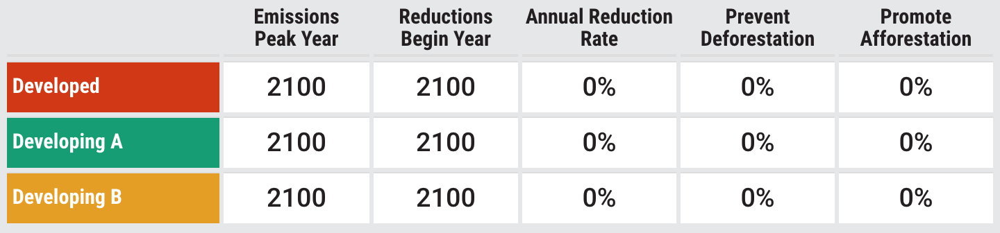 Emissions Peak Year
Reductions Begin Year
Annual Reduction Rate
Prevent Deforestation
Promote Afforestation
Developed 2100 2100 0% 0% 0%
Developing A 2100 2100 0% 0% 0%
Developing B 2100 2100 0% 0% 0%